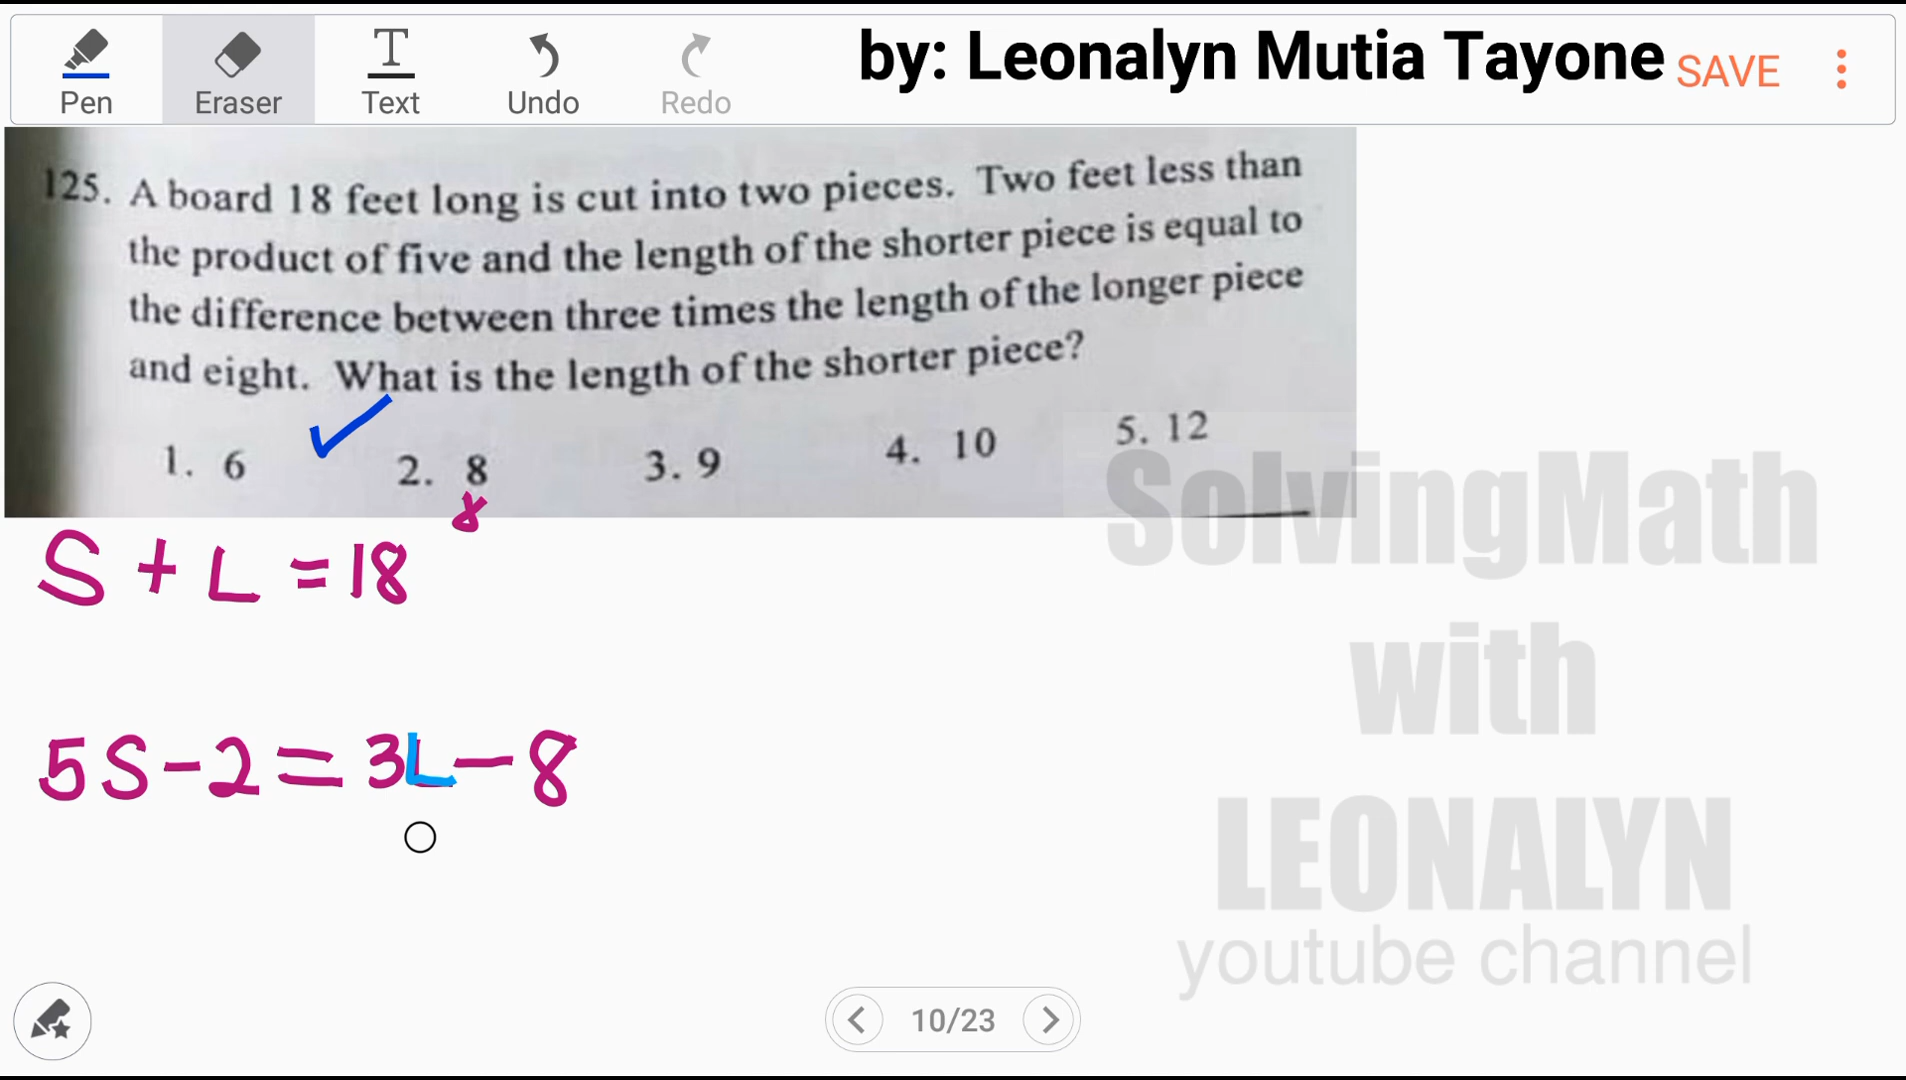 by: Leonalyn Mutia Tayone
Pen Eraser Text Undo Redo SAVE
125. A board 18 feet long is cut into two pieces. Two feet less than
the product of five and the length of the shorter piece is equal to
the difference between three times the length of the longer piece
and eight. What is the length of the shorter piece?
1. 6 2. 8 3. 9 4. 10 5. 12
S + L = 18
5S - 2 = 3L - 8
SolvingMath
with
LEONALYN
youtube channel
10/23